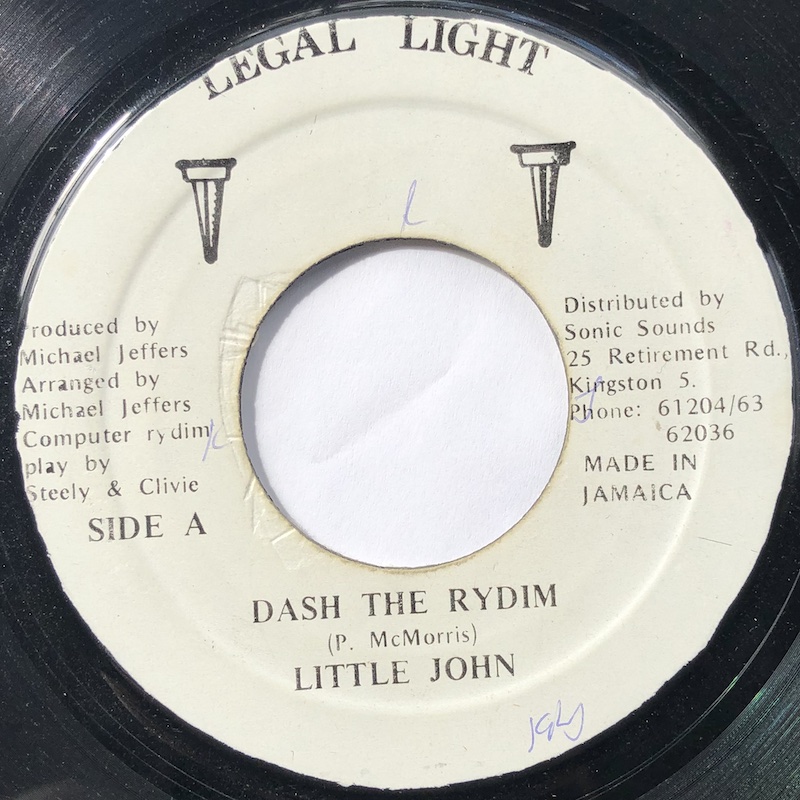 LEGAL LIGHT
roduced by
Michael Jeffers
Arranged by
Michael Jeffers
Computer rydim
play by
Steely & Clivie
SIDE A
Distributed by
Sonic Sounds
25 Retirement Rd.,
Kingston 5.
Phone: 61204/63
62036
MADE IN
JAMAICA
DASH THE RYDIM
(P. McMorris)
LITTLE JOHN